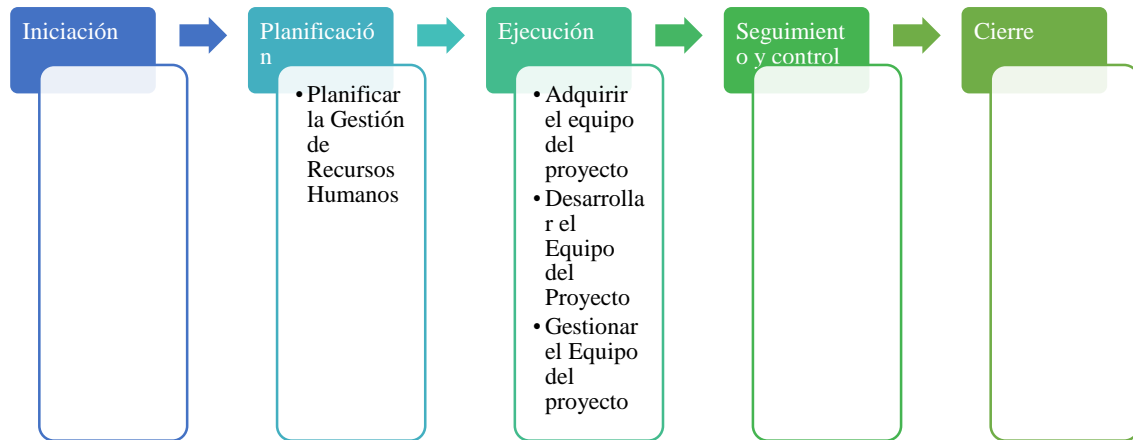 Iniciación
Planificació
n
• Planificar
la Gestión
de
Recursos
Humanos
Ejecución
• Adquirir
el equipo
del
proyecto
• Desarrolla
r el
Equipo
del
Proyecto
• Gestionar
el Equipo
del
proyecto
Seguimient
o y control
Cierre